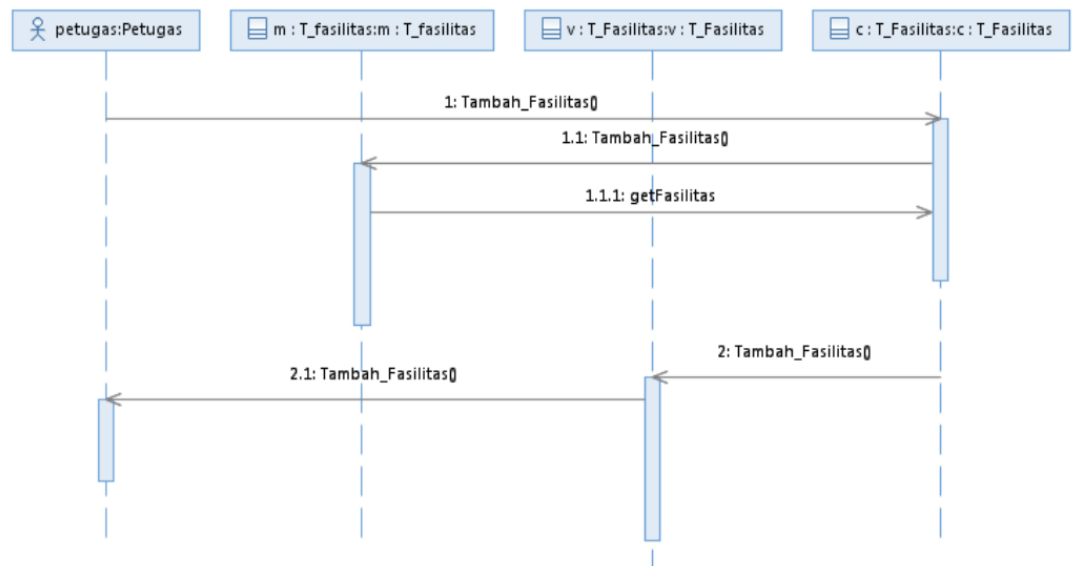 petugas:Petugas
m : T_fasilitas:m : T_fasilitas
v : T_Fasilitas:v : T_Fasilitas
c : T_Fasilitas:c : T_Fasilitas
1: Tambah_Fasilitas()
1.1: Tambah_Fasilitas()
1.1.1: getFasilitas
2: Tambah_Fasilitas()
2.1: Tambah_Fasilitas()